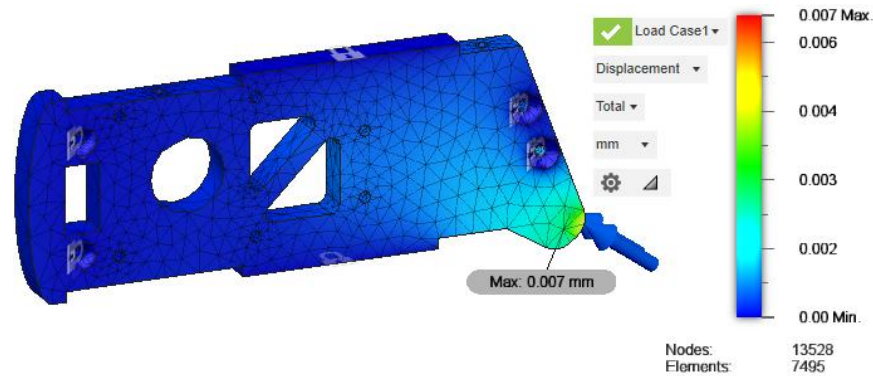 Load Case1
Displacement
Total
mm
0.007 Max.
0.006
0.004
0.003
0.002
0.00 Min.
Max: 0.007 mm
Nodes: 13528
Elements: 7495